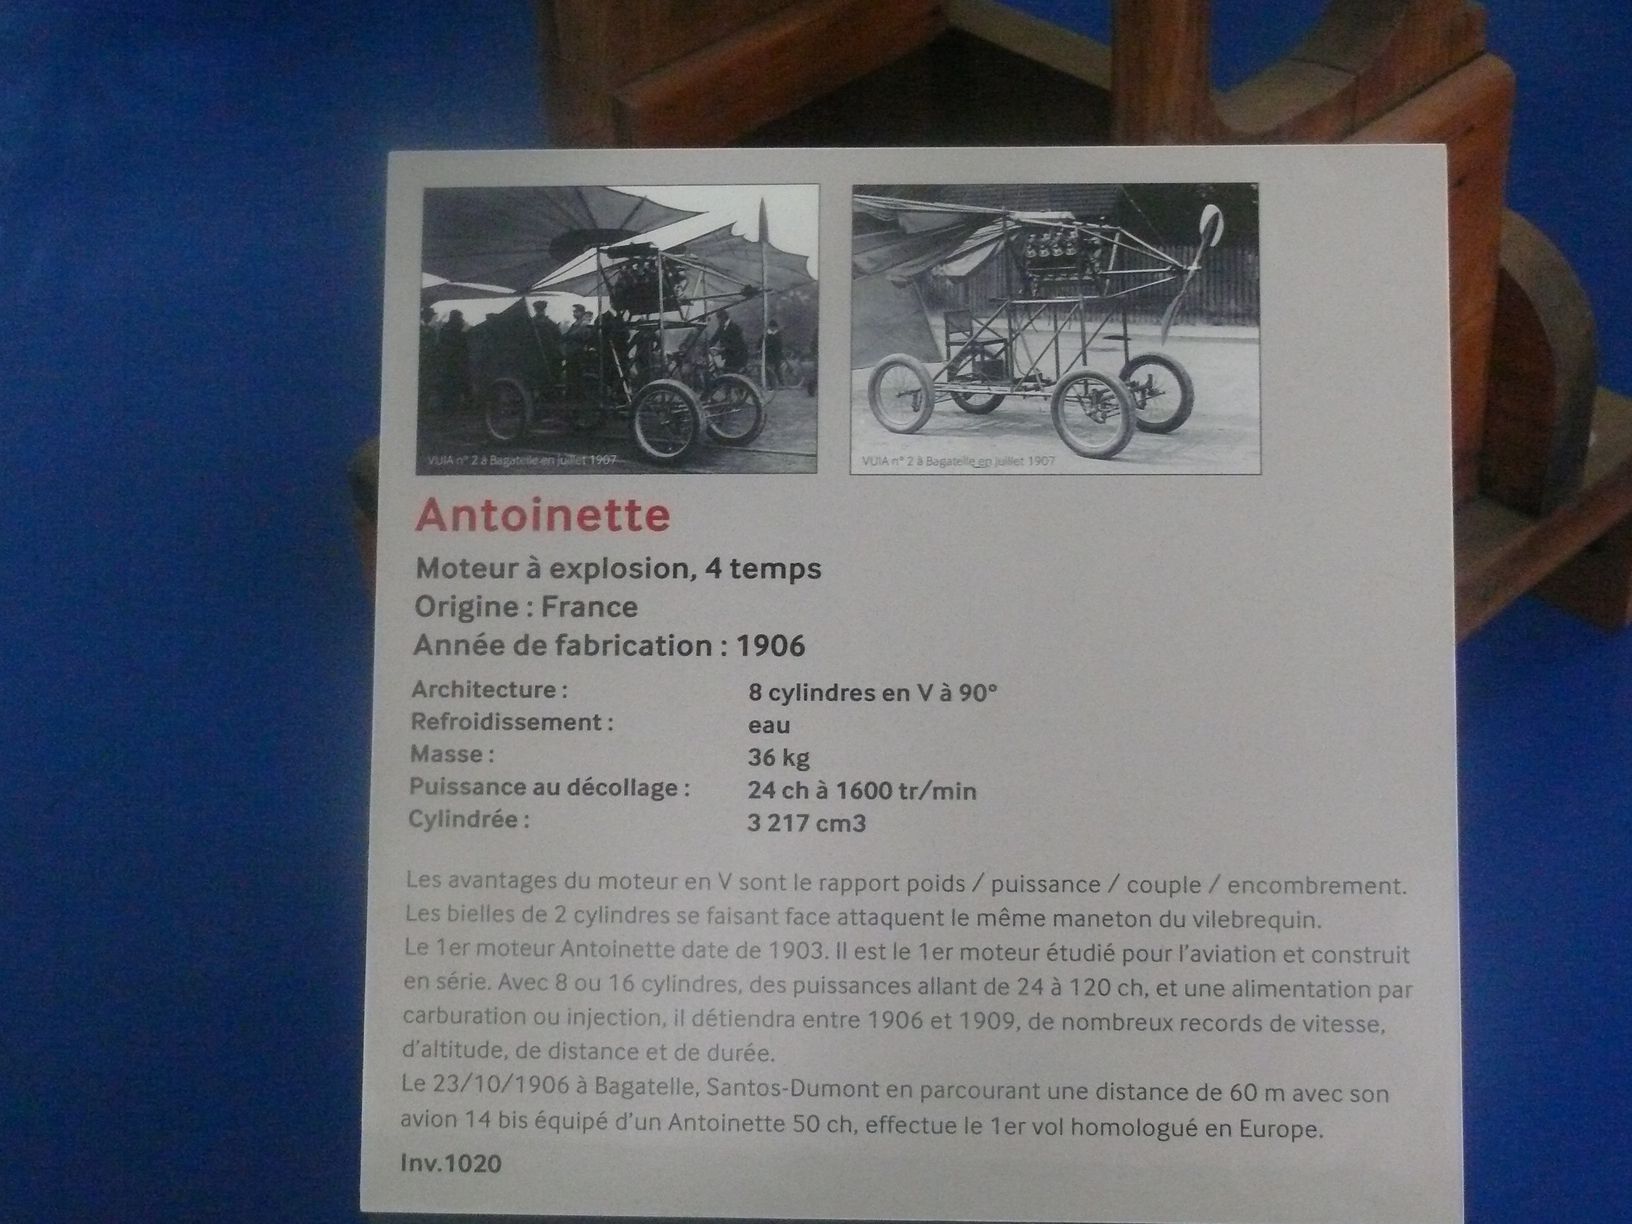 VUIA n° 2 à Bagatelle en juillet 1907
VUIA n° 2 à Bagatelle en juillet 1907
Antoinette
Moteur à explosion, 4 temps
Origine : France
Année de fabrication : 1906
Architecture : 8 cylindres en V à 90°
Refroidissement : eau
Masse : 36 kg
Puissance au décollage : 24 ch à 1600 tr/min
Cylindrée : 3 217 cm3
Les avantages du moteur en V sont le rapport poids / puissance / couple / encombrement.
Les bielles de 2 cylindres se faisant face attaquent le même maneton du vilebrequin.
Le 1er moteur Antoinette date de 1903. Il est le 1er moteur étudié pour l'aviation et construit
en série. Avec 8 ou 16 cylindres, des puissances allant de 24 à 120 ch, et une alimentation par
carburation ou injection, il détiendra entre 1906 et 1909, de nombreux records de vitesse,
d'altitude, de distance et de durée.
Le 23/10/1906 à Bagatelle, Santos-Dumont en parcourant une distance de 60 m avec son
avion 14 bis équipé d'un Antoinette 50 ch, effectue le 1er vol homologué en Europe.
Inv.1020